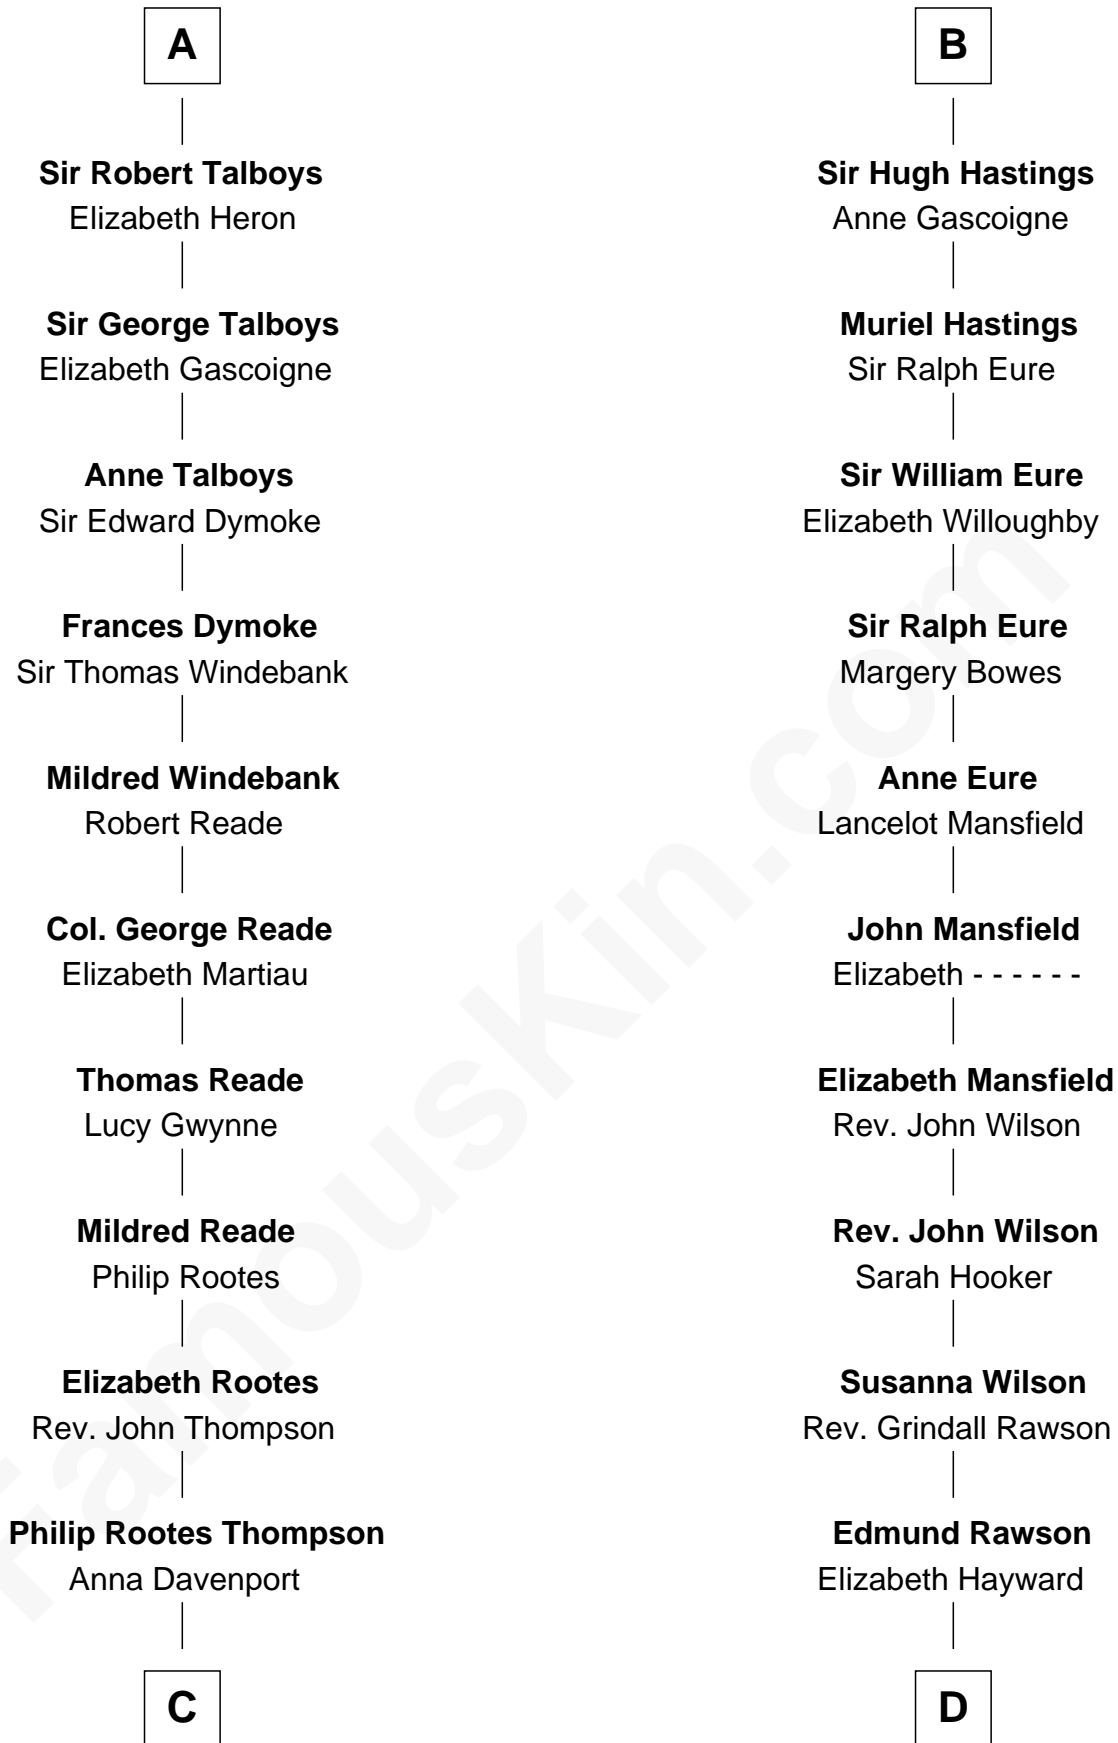 A
Sir Robert Talboys
Elizabeth Heron
Sir George Talboys
Elizabeth Gascoigne
Anne Talboys
Sir Edward Dymoke
Frances Dymoke
Sir Thomas Windebank
Mildred Windebank
Robert Reade
Col. George Reade
Elizabeth Martiau
Thomas Reade
Lucy Gwynne
Mildred Reade
Philip Rootes
Elizabeth Rootes
Rev. John Thompson
Philip Rootes Thompson
Anna Davenport
C
B
Sir Hugh Hastings
Anne Gascoigne
Muriel Hastings
Sir Ralph Eure
Sir William Eure
Elizabeth Willoughby
Sir Ralph Eure
Margery Bowes
Anne Eure
Lancelot Mansfield
John Mansfield
Elizabeth - - - - - -
Elizabeth Mansfield
Rev. John Wilson
Rev. John Wilson
Sarah Hooker
Susanna Wilson
Rev. Grindall Rawson
Edmund Rawson
Elizabeth Hayward
D
FamousKin.com